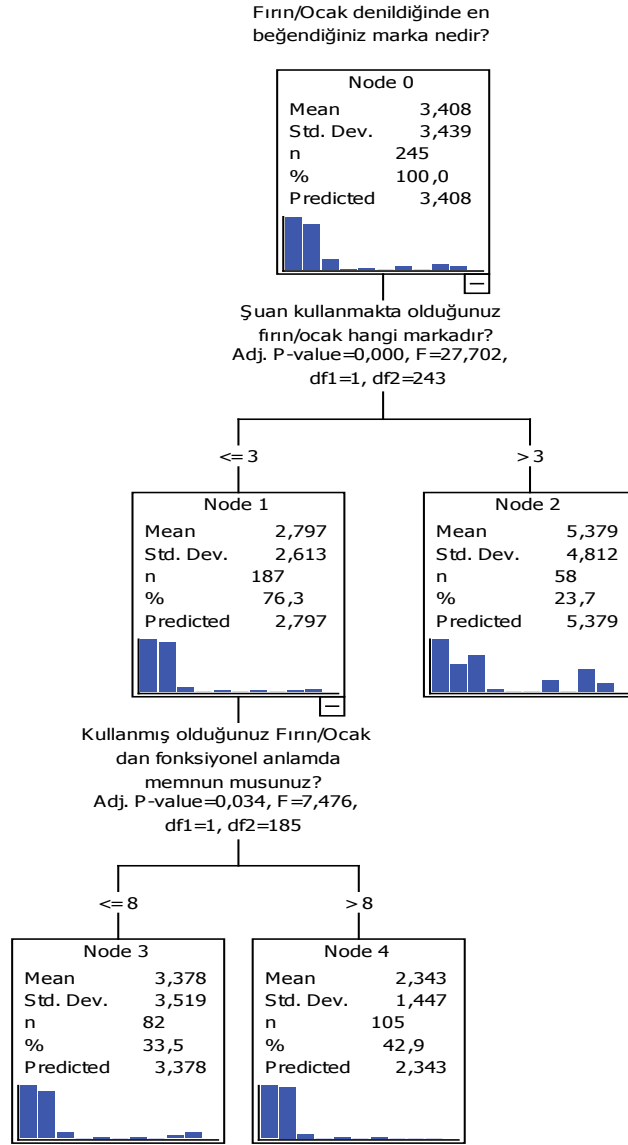 Fırın/Ocak denildiğinde en
beğendiğiniz marka nedir?
Node 0
Mean 3,408
Std. Dev. 3,439
n 245
% 100,0
Predicted 3,408
Şuan kullanmakta olduğunuz
fırın/ocak hangi markadır?
Adj. P-value=0,000, F=27,702,
df1=1, df2=243
<= 3
> 3
Node 1
Mean 2,797
Std. Dev. 2,613
n 187
% 76,3
Predicted 2,797
Node 2
Mean 5,379
Std. Dev. 4,812
n 58
% 23,7
Predicted 5,379
Kullanmış olduğunuz Fırın/Ocak
dan fonksiyonel anlamda
memnun musunuz?
Adj. P-value=0,034, F=7,476,
df1=1, df2=185
<= 8
> 8
Node 3
Mean 3,378
Std. Dev. 3,519
n 82
% 33,5
Predicted 3,378
Node 4
Mean 2,343
Std. Dev. 1,447
n 105
% 42,9
Predicted 2,343